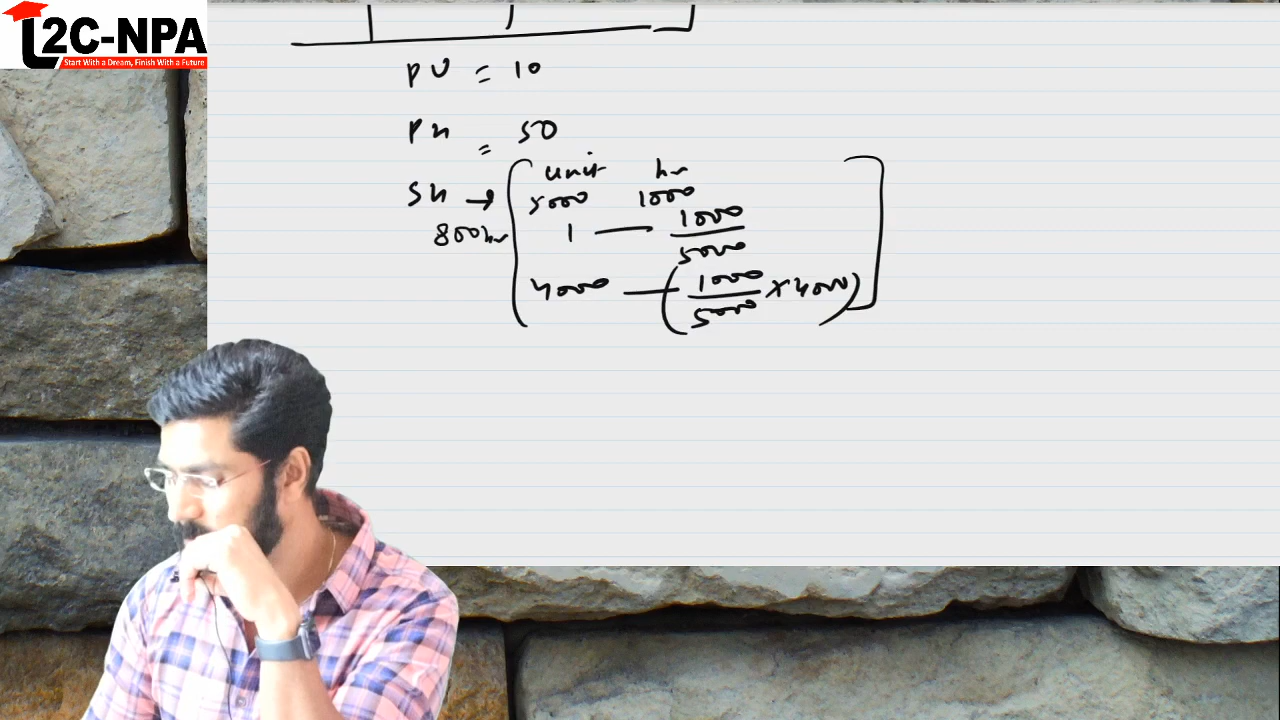 L2C-NPA
Start With a Dream, Finish With a Future
PU = 10
PH = 50
unit hr
SH → 5000 1000
800hr 1 — 1000/5000
4000 — (1000/5000 × 4000)